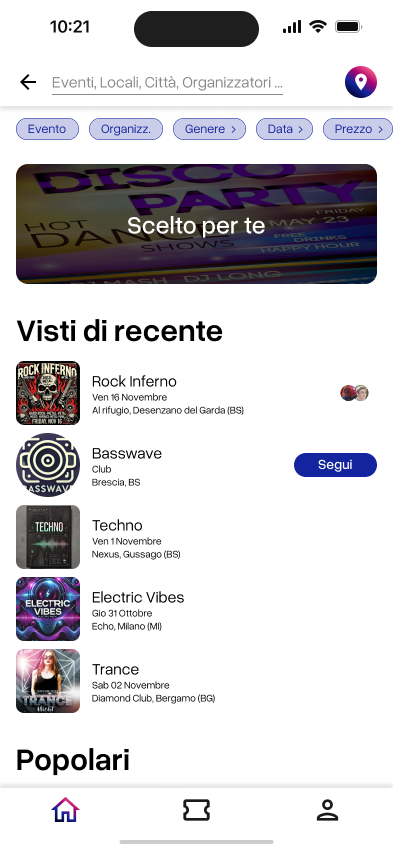 10:21
Eventi, Locali, Città, Organizzatori ...
Evento
Organizz.
Genere
Data
Prezzo
DISCO
PARTY
FRIDAY
HOT
MAY 23
DANCE
FREE
SHOWS
DRINKS
HAPPY HOUR
DJ MASH DJ LONG
Scelto per te
Visti di recente
ROCK INFERNO
FRIDAY, NOV 16
Rock Inferno
Ven 16 Novembre
Al rifugio, Desenzano del Garda (BS)
BASSWAVE
Basswave
Club
Brescia, BS
Segui
TECHNO
Techno
Ven 1 Novembre
Nexus, Gussago (BS)
ELECTRIC
VIBES
Electric Vibes
Gio 31 Ottobre
Echo, Milano (MI)
TRANCE
NIGHT
Trance
Sab 02 Novembre
Diamond Club, Bergamo (BG)
Popolari